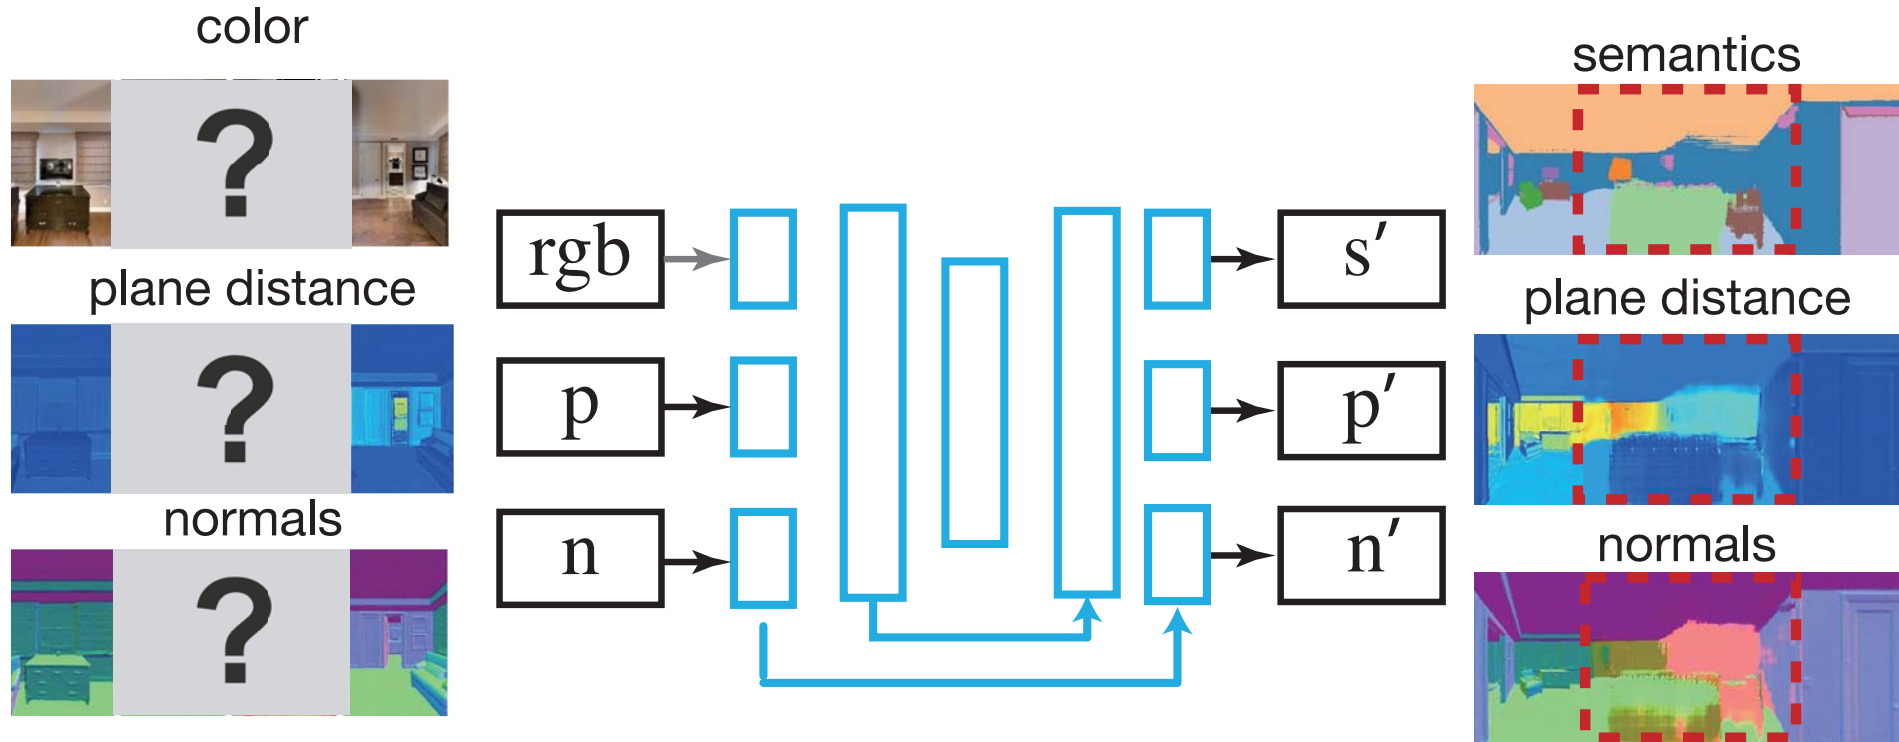 color
?
plane distance
?
normals
?
rgb
p
n
s′
p′
n′
semantics
plane distance
normals